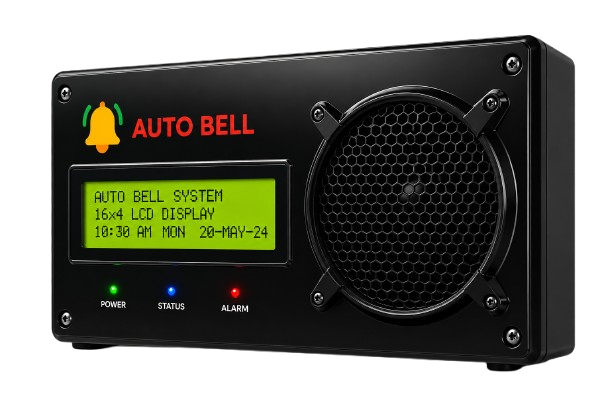 AUTO BELL
AUTO BELL SYSTEM
16x4 LCD DISPLAY
10:30 AM MON 20-MAY-24
POWER STATUS ALARM